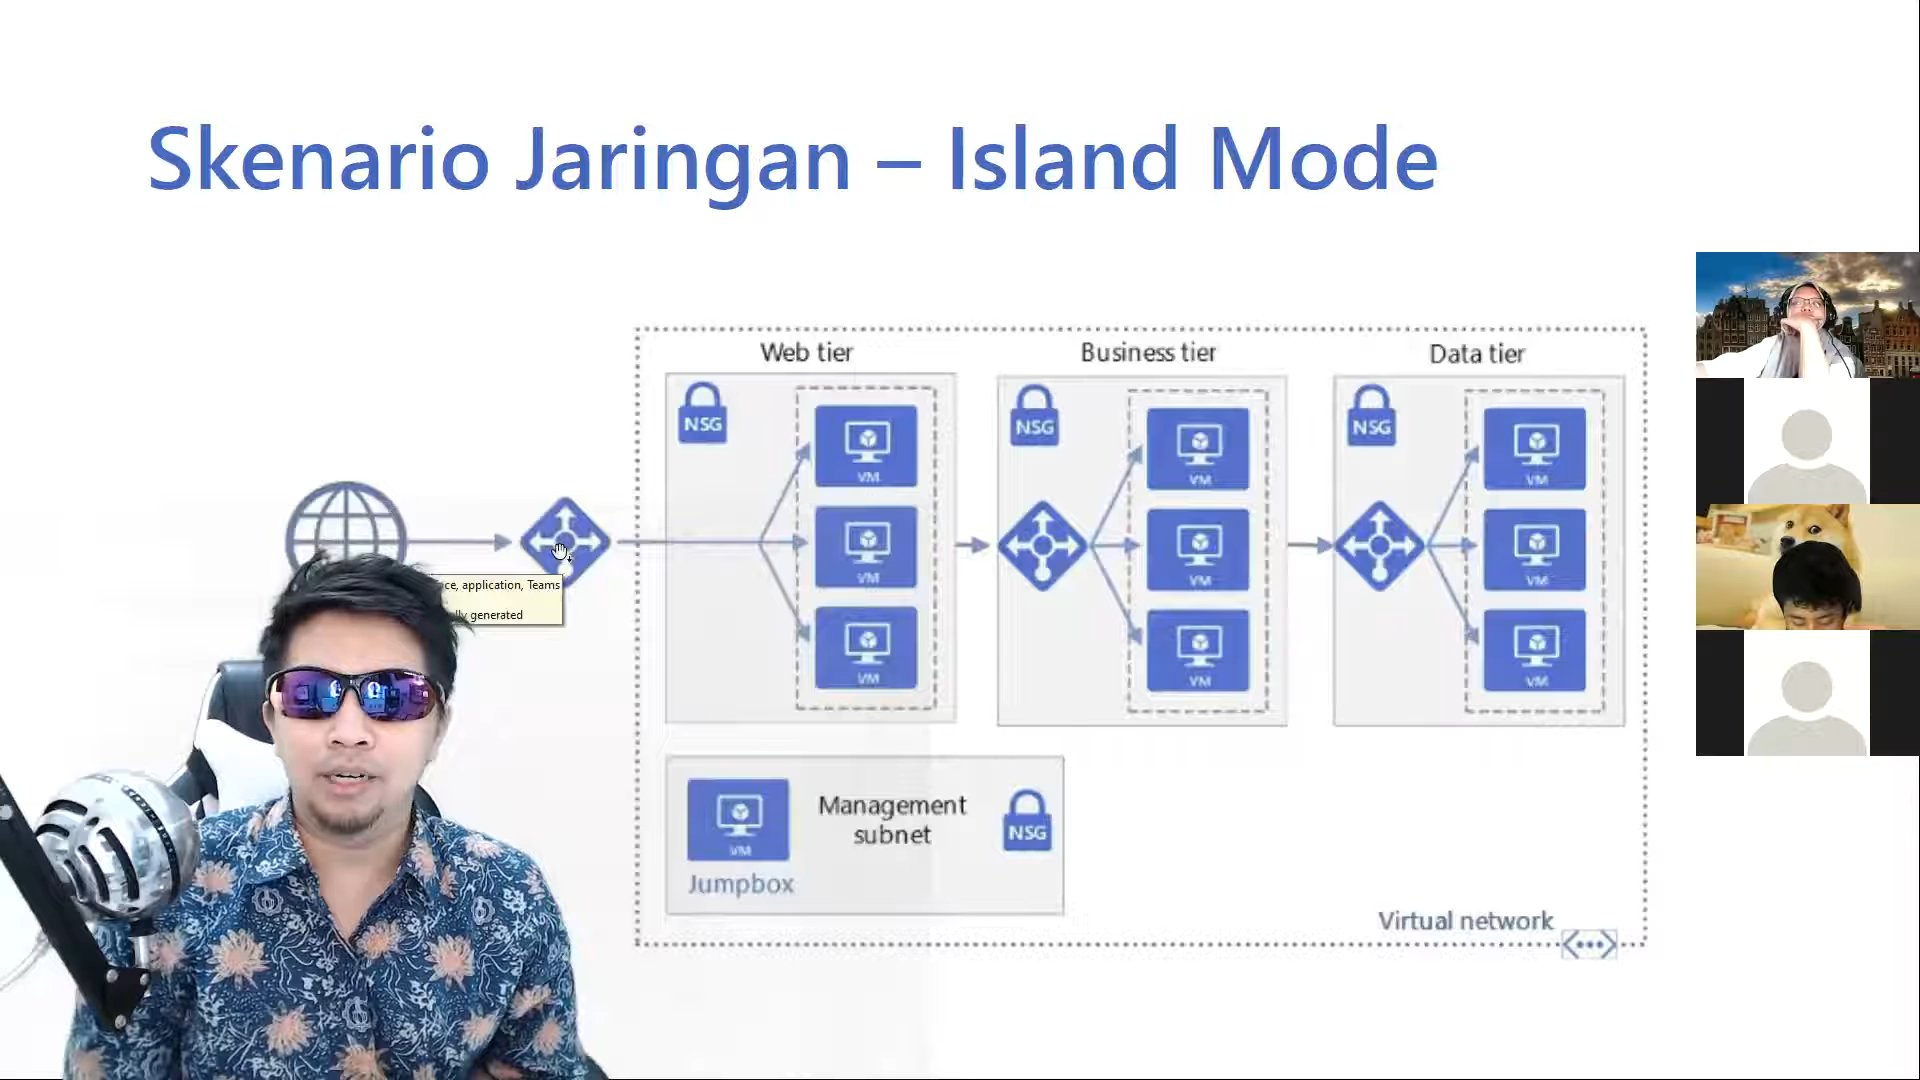 Skenario Jaringan – Island Mode
Web tier
Business tier
Data tier
NSG
NSG
NSG
VM
VM
VM
VM
VM
VM
VM
VM
VM
application, Teams
generated
Management
subnet
NSG
VM
Jumpbox
Virtual network